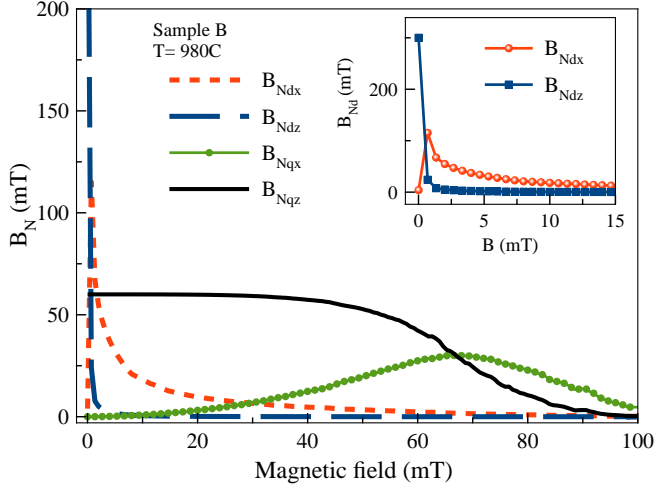 Sample B
T= 980C
B_Ndx
B_Ndz
B_Nqx
B_Nqz
B_N (mT)
200
150
100
50
0
0
20
40
60
80
100
Magnetic field (mT)
B_Ndx
B_Ndz
B_Nd (mT)
300
0
0
5
10
15
B (mT)